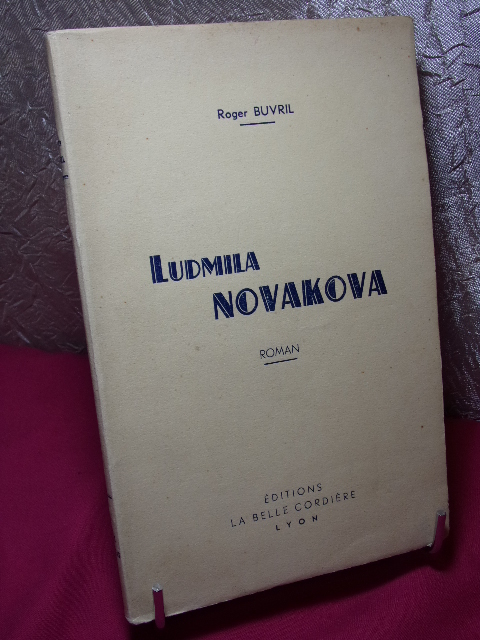 Roger BUVRIL
LUDMILA
NOVAKOVA
ROMAN
ÉDITIONS
LA BELLE CORDIÈRE
LYON